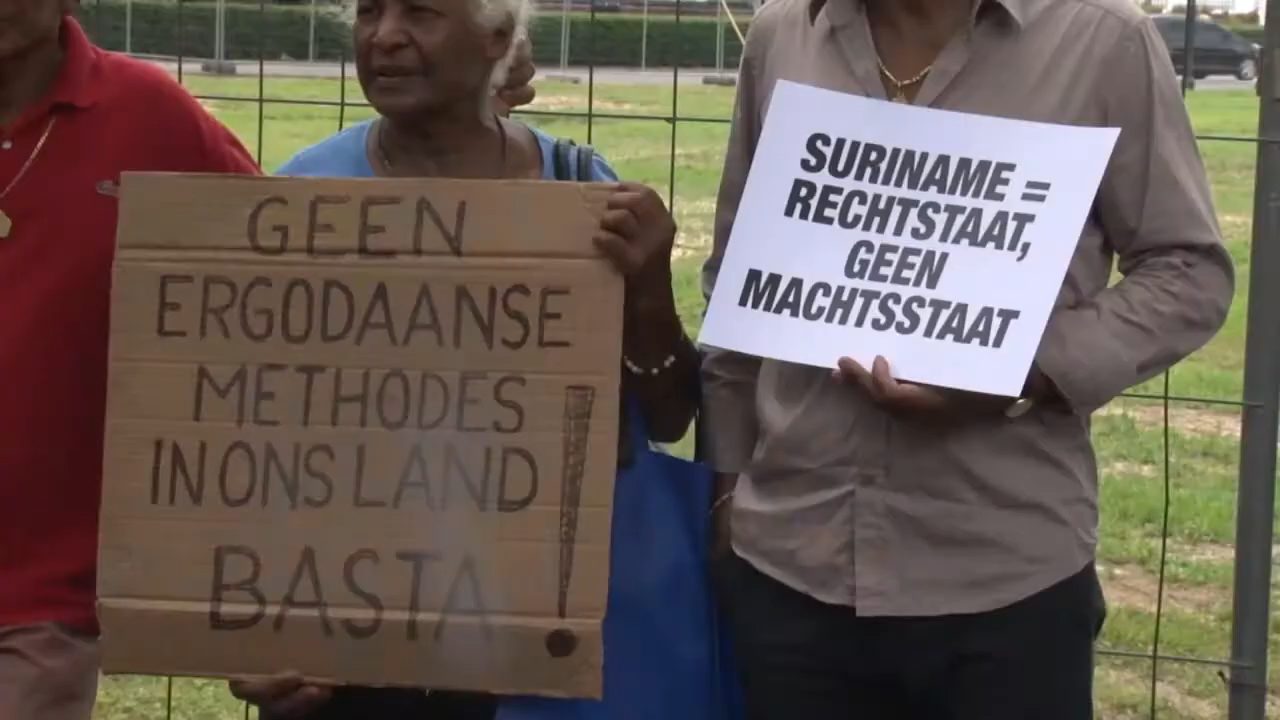 GEEN
ERGODAANSE
METHODES
IN ONS LAND
BASTA!
SURINAME =
RECHTSTAAT,
GEEN
MACHTSSTAAT